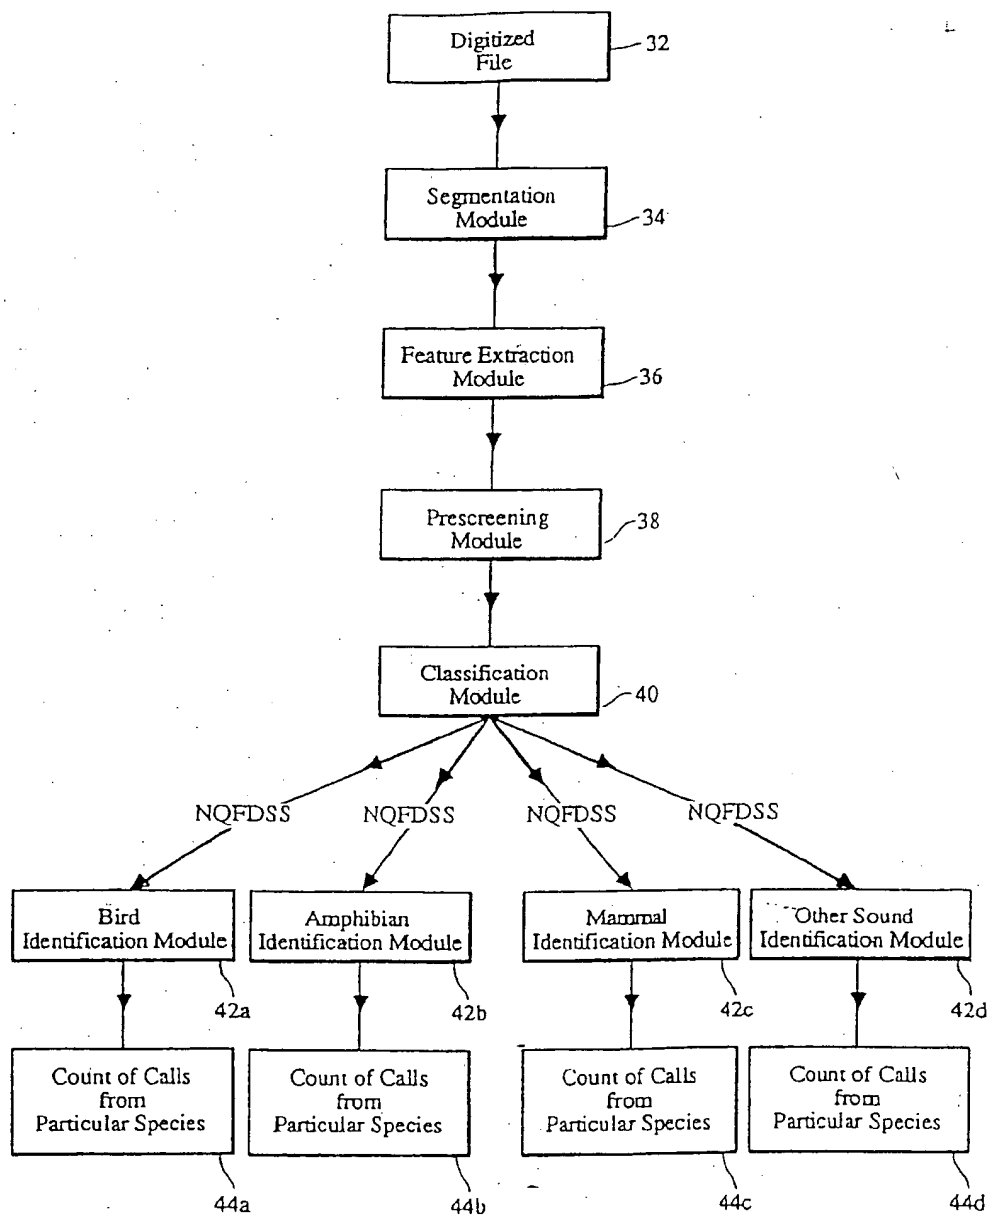 Digitized
File
32
Segmentation
Module
34
Feature Extraction
Module
36
Prescreening
Module
38
Classification
Module
40
NQFDSS NQFDSS NQFDSS NQFDSS
Bird
Identification Module
42a
Amphibian
Identification Module
42b
Mammal
Identification Module
42c
Other Sound
Identification Module
42d
Count of Calls
from
Particular Species
44a
Count of Calls
from
Particular Species
44b
Count of Calls
from
Particular Species
44c
Count of Calls
from
Particular Species
44d